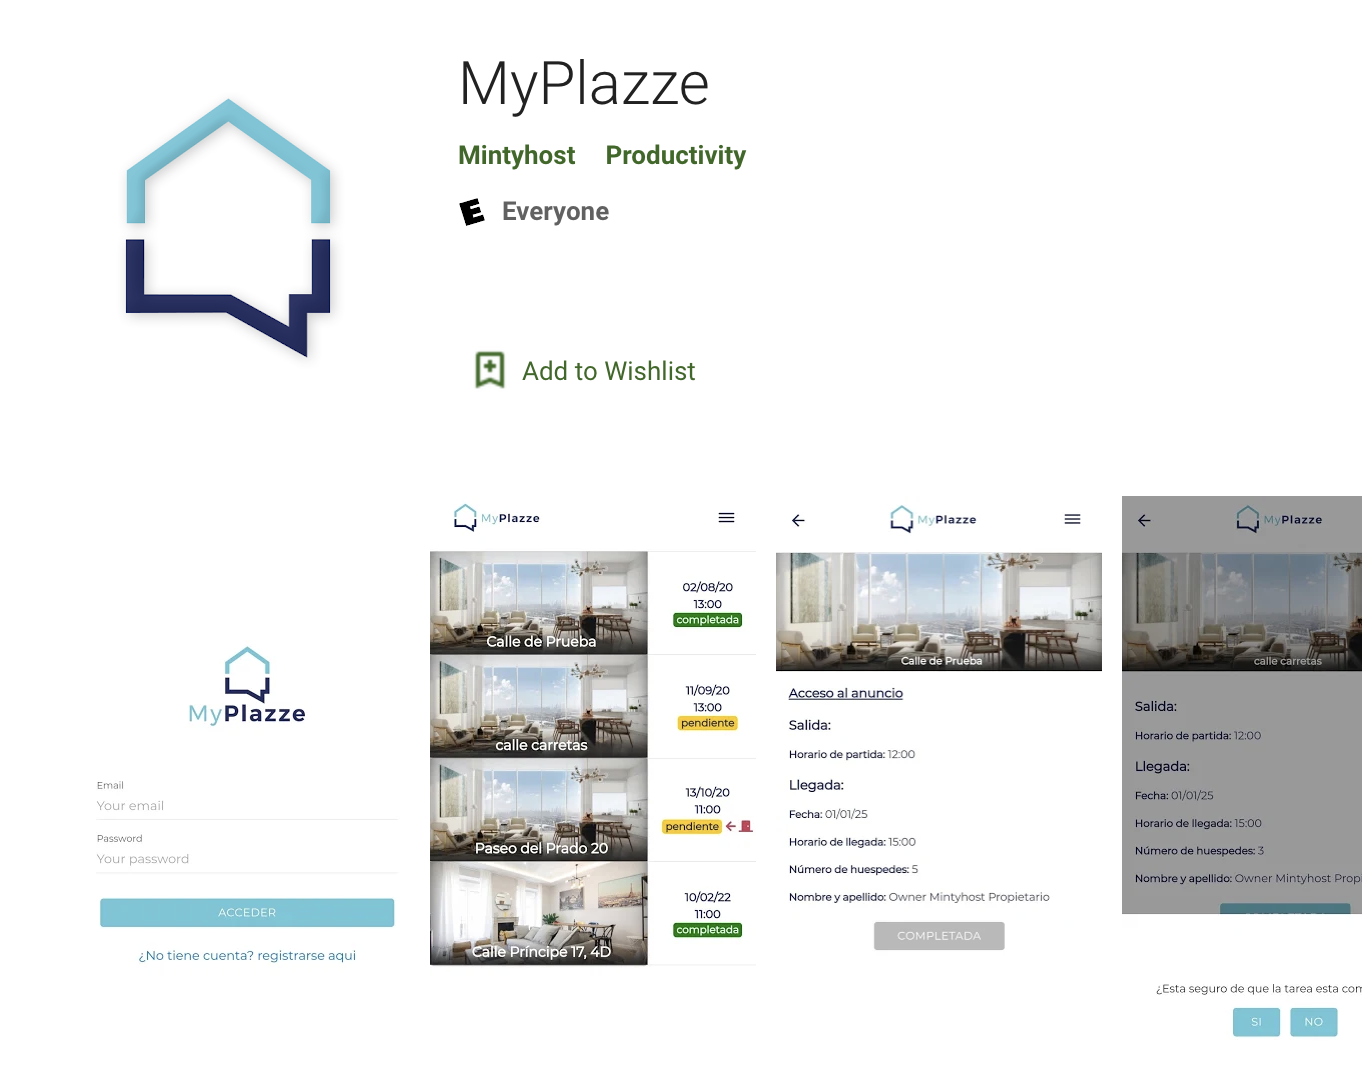 MyPlazze
Mintyhost Productivity
E Everyone
Add to Wishlist
MyPlazze
Email
Your email
Password
Your password
ACCEDER
¿No tiene cuenta? registrarse aqui
MyPlazze
Calle de Prueba
02/08/20
13:00
completada
calle carretas
11/09/20
13:00
pendiente
Paseo del Prado 20
13/10/20
11:00
pendiente
Calle Príncipe 17, 4D
10/02/22
11:00
completada
MyPlazze
Calle de Prueba
Acceso al anuncio
Salida:
Horario de partida: 12:00
Llegada:
Fecha: 01/01/25
Horario de llegada: 15:00
Número de huespedes: 5
Nombre y apellido: Owner Mintyhost Propietario
COMPLETADA
MyPlazze
calle carretas
Salida:
Horario de partida: 12:00
Llegada:
Fecha: 01/01/25
Horario de llegada: 15:00
Número de huespedes: 3
Nombre y apellido: Owner Mintyhost
¿Esta seguro de que la tarea esta
SI NO